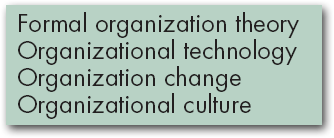 Formal organization theory
Organizational technology
Organization change
Organizational culture